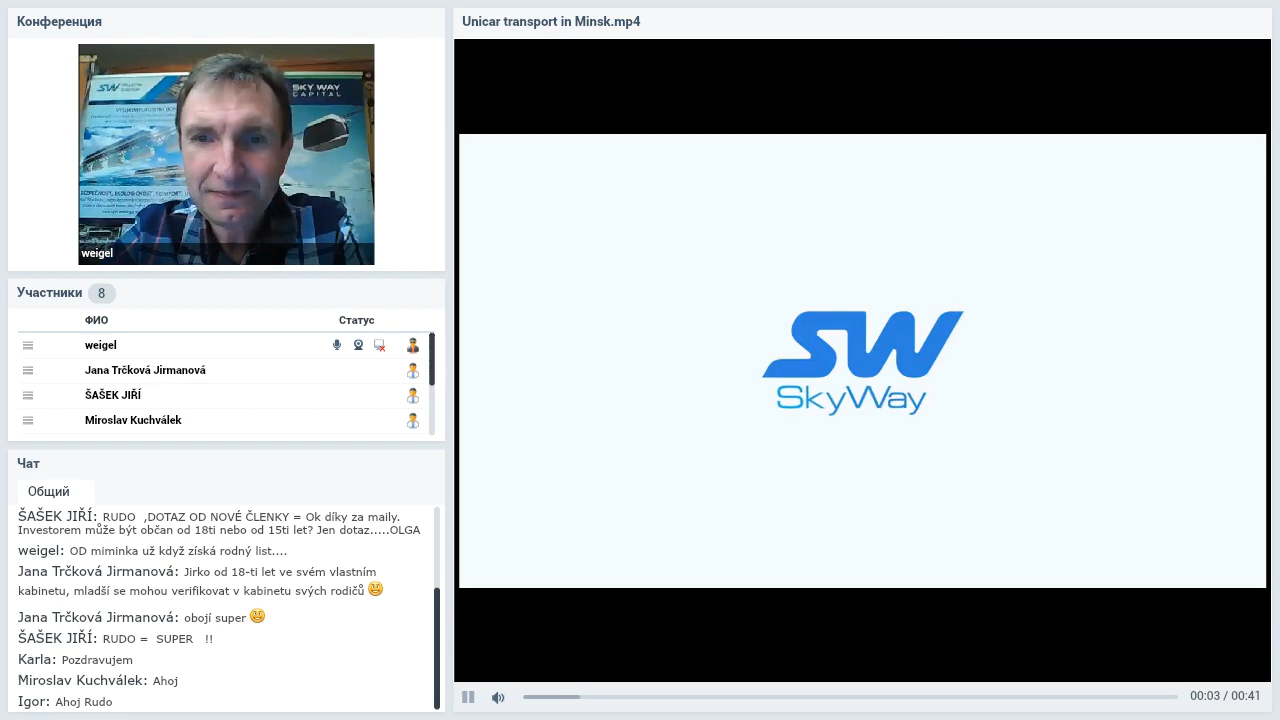 Конференция
SW
SKY WAY
CAPITAL
weigel
Участники 8
ФИО Статус
weigel
Jana Trčková Jirmanová
ŠAŠEK JIŘÍ
Miroslav Kuchválek
Чат
Общий
ŠAŠEK JIŘÍ: RUDO ,DOTAZ OD NOVÉ ČLENKY = Ok díky za maily.
Investorem může být občan od 18ti nebo od 15ti let? Jen dotaz.....OLGA
weigel: OD miminka už když získá rodný list....
Jana Trčková Jirmanová: Jirko od 18-ti let ve svém vlastním
kabinetu, mladší se mohou verifikovat v kabinetu svých rodičů
Jana Trčková Jirmanová: obojí super
ŠAŠEK JIŘÍ: RUDO = SUPER !!
Karla: Pozdravujem
Miroslav Kuchválek: Ahoj
Igor: Ahoj Rudo
Unicar transport in Minsk.mp4
SW
SkyWay
00:03 / 00:41